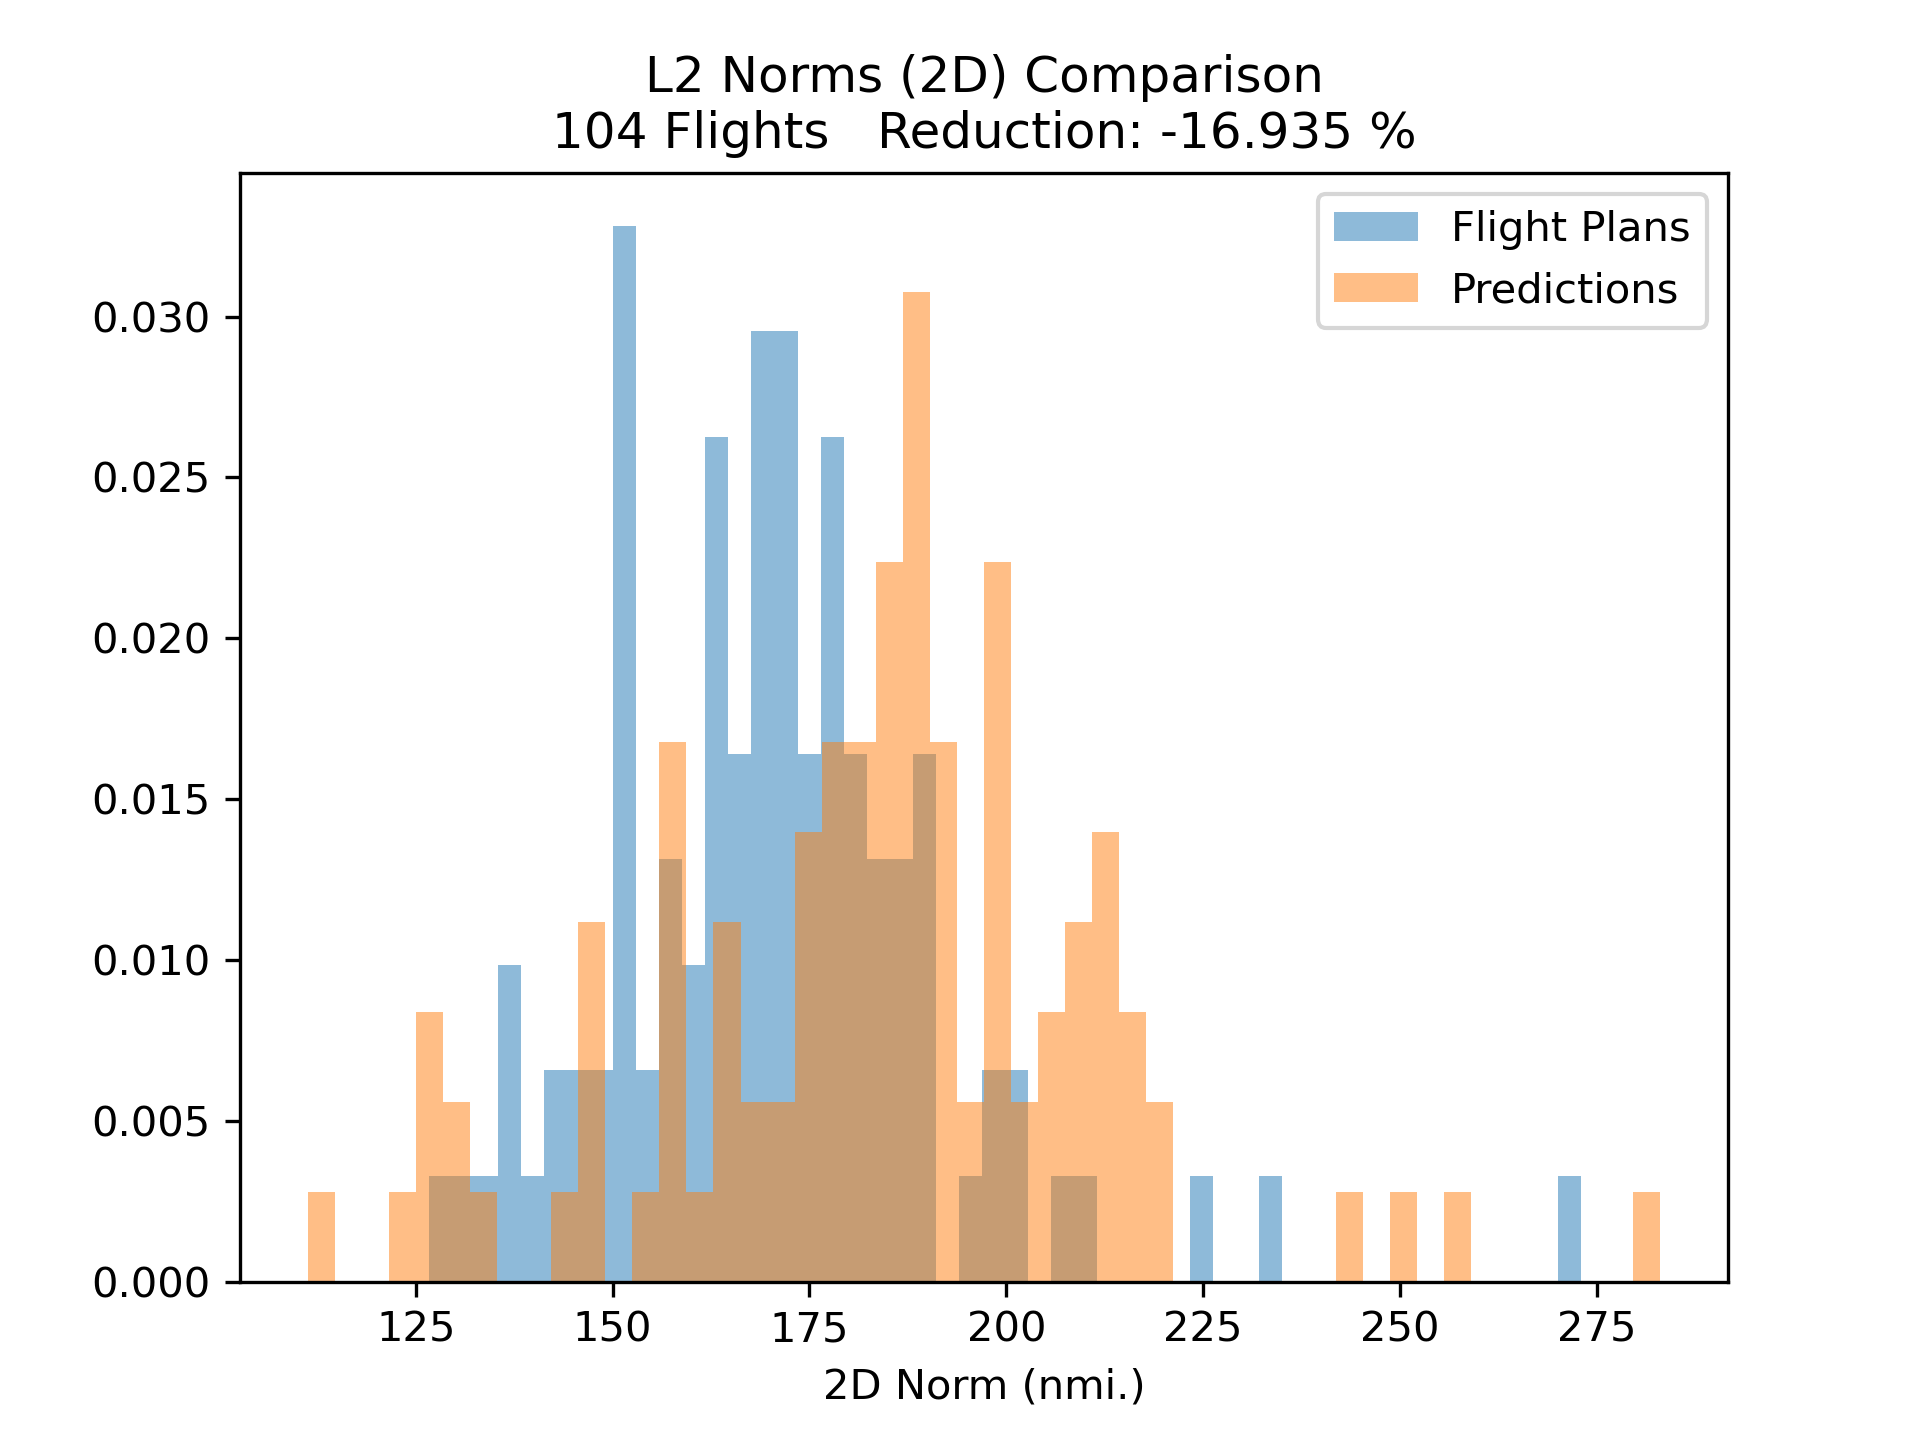 L2 Norms (2D) Comparison
104 Flights   Reduction: -16.935 %
Flight Plans
Predictions
0.030
0.025
0.020
0.015
0.010
0.005
0.000
125 150 175 200 225 250 275
2D Norm (nmi.)